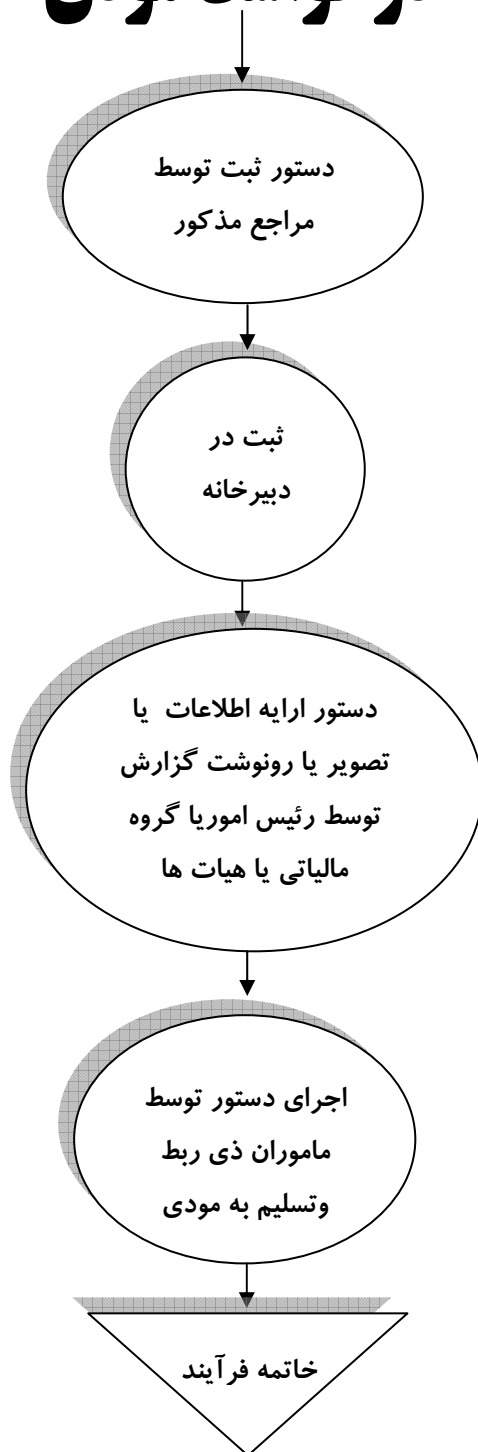 دستور ثبت توسط
مراجع مذکور
ثبت در
دبیرخانه
دستور ارایه اطلاعات یا
تصویر یا رونوشت گزارش
توسط رئیس اموریا گروه
مالیاتی یا هیات ها
اجرای دستور توسط
ماموران ذی ربط
وتسلیم به مودی
خاتمه فرآیند